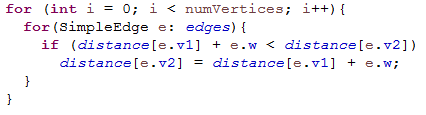 for (int i = 0; i < numVertices; i++){
for(SimpleEdge e: edges){
if (distance[e.v1] + e.w < distance[e.v2])
distance[e.v2] = distance[e.v1] + e.w;
}
}